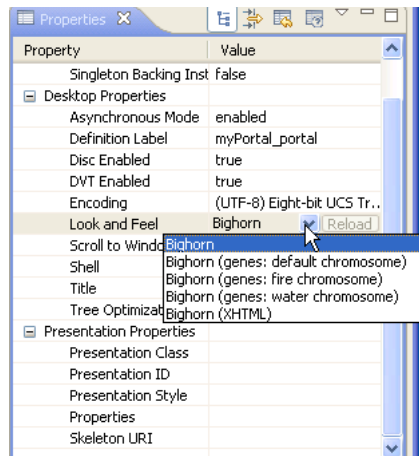 Properties
Property Value
Singleton Backing Inst false
Desktop Properties
Asynchronous Mode enabled
Definition Label myPortal_portal
Disc Enabled true
DVT Enabled true
Encoding (UTF-8) Eight-bit UCS Tr..
Look and Feel Bighorn Reload
Scroll to Windo Bighorn
Shell Bighorn (genes: default chromosome)
Title Bighorn (genes: fire chromosome)
Bighorn (genes: water chromosome)
Tree Optimizat Bighorn (XHTML)
Presentation Properties
Presentation Class
Presentation ID
Presentation Style
Properties
Skeleton URI